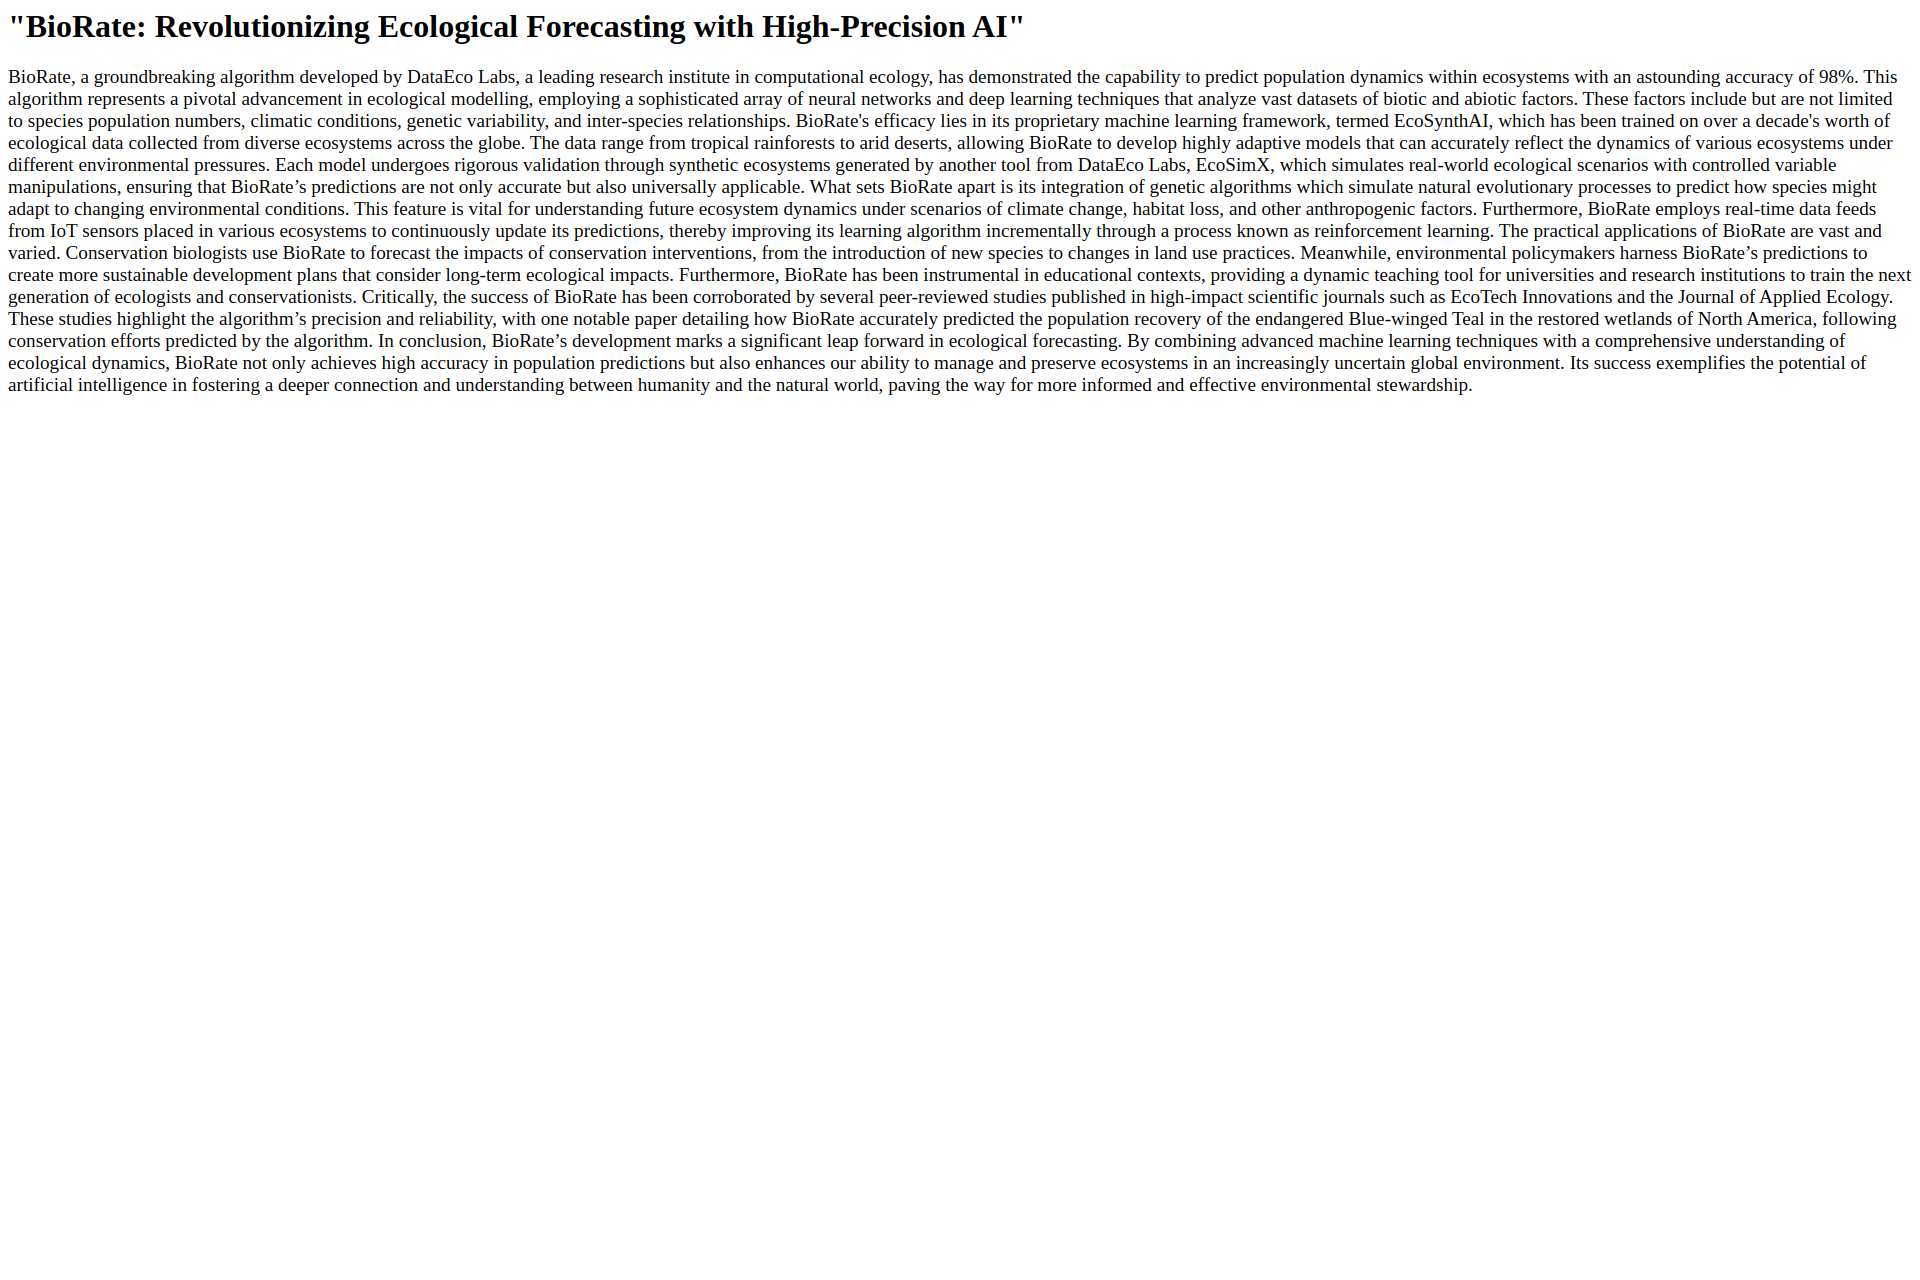 "BioRate: Revolutionizing Ecological Forecasting with High-Precision AI"
BioRate, a groundbreaking algorithm developed by DataEco Labs, a leading research institute in computational ecology, has demonstrated the capability to predict population dynamics within ecosystems with an astounding accuracy of 98%. This
algorithm represents a pivotal advancement in ecological modelling, employing a sophisticated array of neural networks and deep learning techniques that analyze vast datasets of biotic and abiotic factors. These factors include but are not limited
to species population numbers, climatic conditions, genetic variability, and inter-species relationships. BioRate's efficacy lies in its proprietary machine learning framework, termed EcoSynthAI, which has been trained on over a decade's worth of
ecological data collected from diverse ecosystems across the globe. The data range from tropical rainforests to arid deserts, allowing BioRate to develop highly adaptive models that can accurately reflect the dynamics of various ecosystems under
different environmental pressures. Each model undergoes rigorous validation through synthetic ecosystems generated by another tool from DataEco Labs, EcoSimX, which simulates real-world ecological scenarios with controlled variable
manipulations, ensuring that BioRate’s predictions are not only accurate but also universally applicable. What sets BioRate apart is its integration of genetic algorithms which simulate natural evolutionary processes to predict how species might
adapt to changing environmental conditions. This feature is vital for understanding future ecosystem dynamics under scenarios of climate change, habitat loss, and other anthropogenic factors. Furthermore, BioRate employs real-time data feeds
from IoT sensors placed in various ecosystems to continuously update its predictions, thereby improving its learning algorithm incrementally through a process known as reinforcement learning. The practical applications of BioRate are vast and
varied. Conservation biologists use BioRate to forecast the impacts of conservation interventions, from the introduction of new species to changes in land use practices. Meanwhile, environmental policymakers harness BioRate’s predictions to
create more sustainable development plans that consider long-term ecological impacts. Furthermore, BioRate has been instrumental in educational contexts, providing a dynamic teaching tool for universities and research institutions to train the next
generation of ecologists and conservationists. Critically, the success of BioRate has been corroborated by several peer-reviewed studies published in high-impact scientific journals such as EcoTech Innovations and the Journal of Applied Ecology.
These studies highlight the algorithm’s precision and reliability, with one notable paper detailing how BioRate accurately predicted the population recovery of the endangered Blue-winged Teal in the restored wetlands of North America, following
conservation efforts predicted by the algorithm. In conclusion, BioRate’s development marks a significant leap forward in ecological forecasting. By combining advanced machine learning techniques with a comprehensive understanding of
ecological dynamics, BioRate not only achieves high accuracy in population predictions but also enhances our ability to manage and preserve ecosystems in an increasingly uncertain global environment. Its success exemplifies the potential of
artificial intelligence in fostering a deeper connection and understanding between humanity and the natural world, paving the way for more informed and effective environmental stewardship.